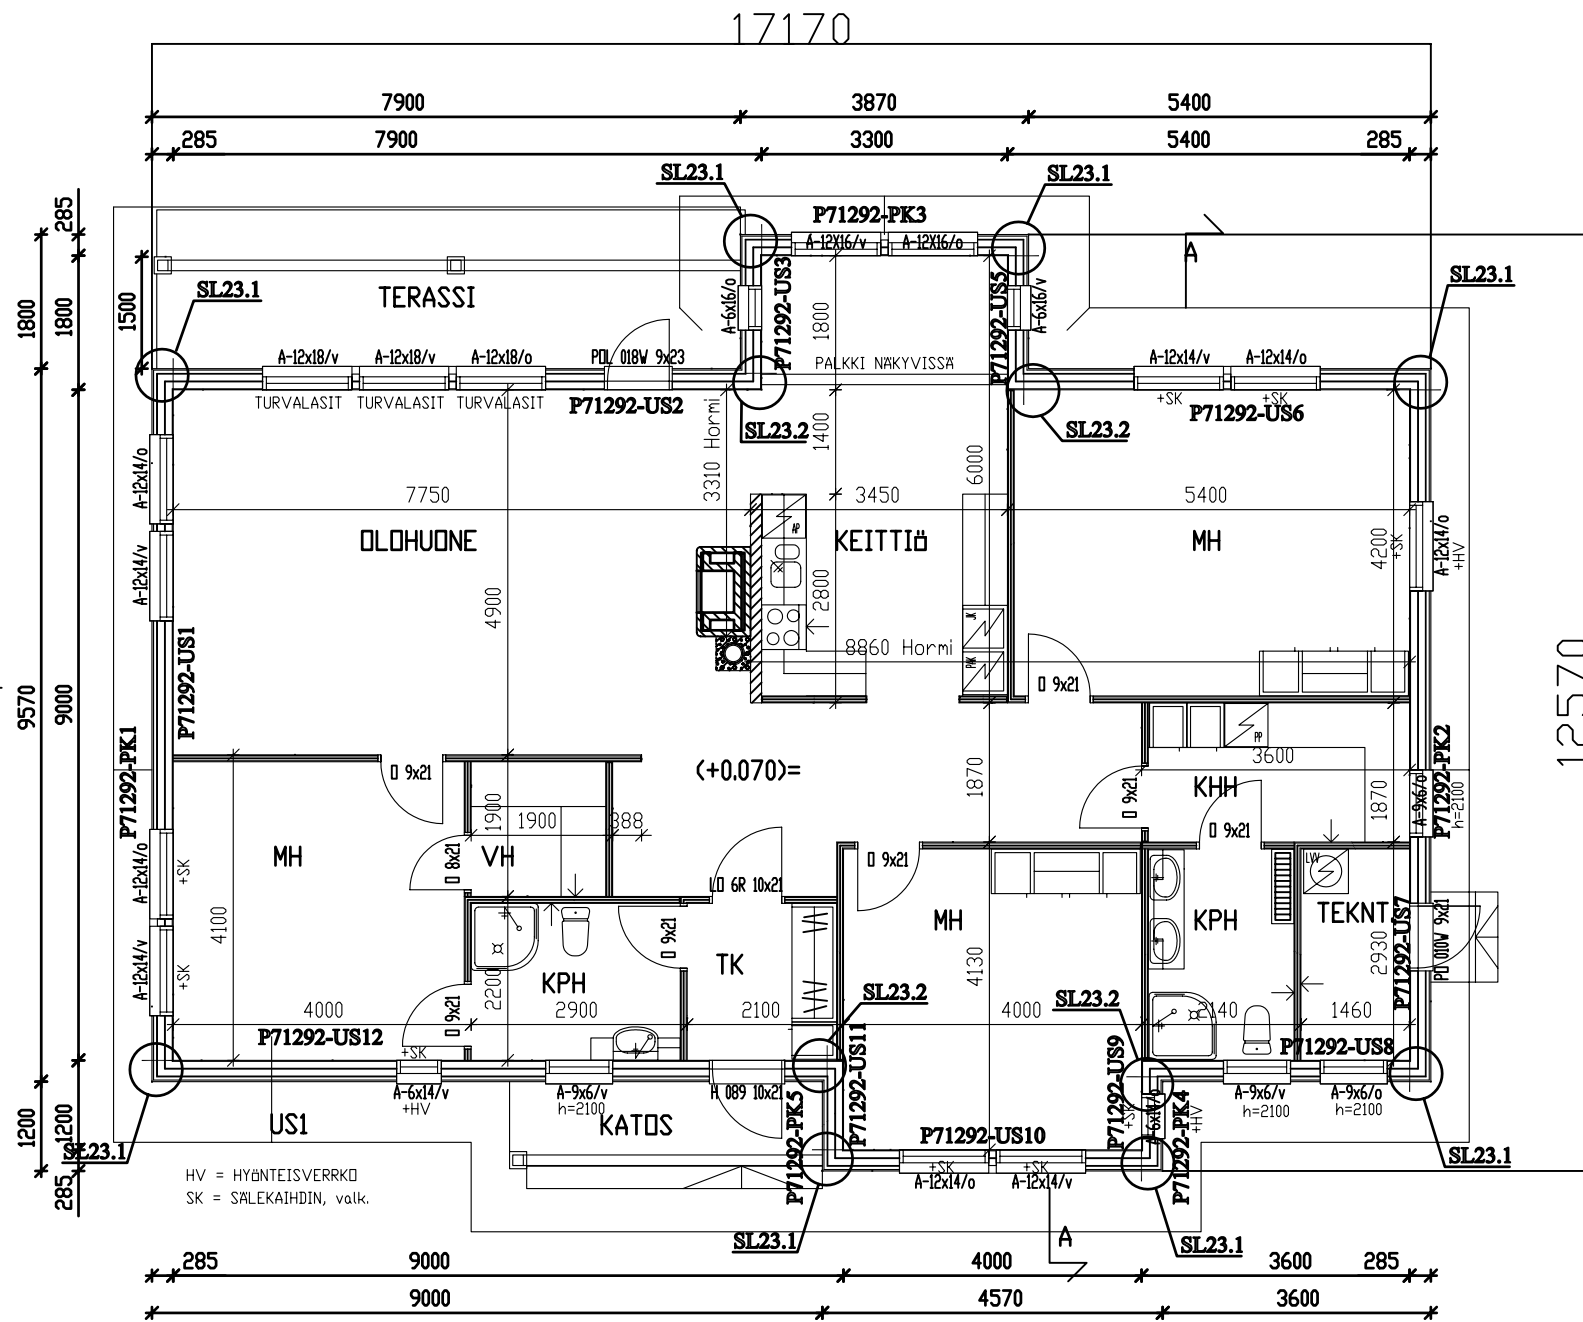 17170
7900 3870 5400
285 7900 3300 5400 285
SL23.1 SL23.1
P71292-PK3
A-12X16/v A-12X16/o
A
SL23.1
SL23.1
TERASSI
285
1800
1800
1500
A-6x16/o
P71292-US3
1800
P71292-US5
A-6x16/v
A-12x18/v A-12x18/v A-12x18/o POL 018W 9x23
PALKKI NÄKYVISSÄ
A-12x14/v A-12x14/o
TURVALASIT TURVALASIT TURVALASIT
P71292-US2
+SK +SK
P71292-US6
SL23.2
SL23.2
3310 Hormi
1400
6000
A-12x14/o
7750 3450 5400
AP
OLOHUONE KEITTIÖ MH
A-12x14/v
4900
2800
4200
+SK
A-12x14/o
+HV
8860 Hormi
JK
PAK
P71292-US1
9570
9000
12570
O 9x21
P71292-PK1
O 9x21
(+0.070)=
1870
PP
3600
KHH
1870
A-9x6/o
P71292-PK2
h=2100
O 9x21
O 9x21
1900
1900 388
MH VH
O 8x21
A-12x14/o
+SK
LO 6R 10x21
O 9x21
LVV
4100
MH KPH TEKNT
P71292-US7
PO 010W 9x21
O 9x21
TK
KPH
4130
2930
A-12x14/v
+SK
2200
SL23.2
SL23.2
4000 2900 2100 4000 2140 1460
O 9x21
P71292-US12
+SK
P71292-US8
P71292-US11
P71292-US9
A-6x14/v
+HV
A-9x6/v
h=2100
H 089 10x21
P71292-PK5
+SK
A-6x14/o
P71292-PK4
+HV
A-9x6/v
h=2100
A-9x6/o
h=2100
US1 KATOS
P71292-US10
1200
1200
285
SL23.1
SL23.1
HV = HYÖNTEISVERKKO
SK = SÄLEKAIHDIN, valk.
+SK +SK
A-12x14/o A-12x14/v
SL23.1 A SL23.1
285 9000 4000 3600 285
9000 4570 3600